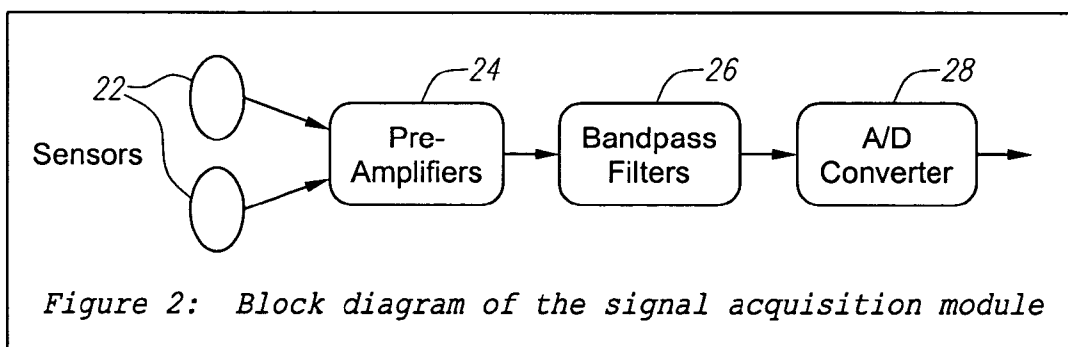 22
Sensors
24
Pre-
Amplifiers
26
Bandpass
Filters
28
A/D
Converter
Figure 2: Block diagram of the signal acquisition module